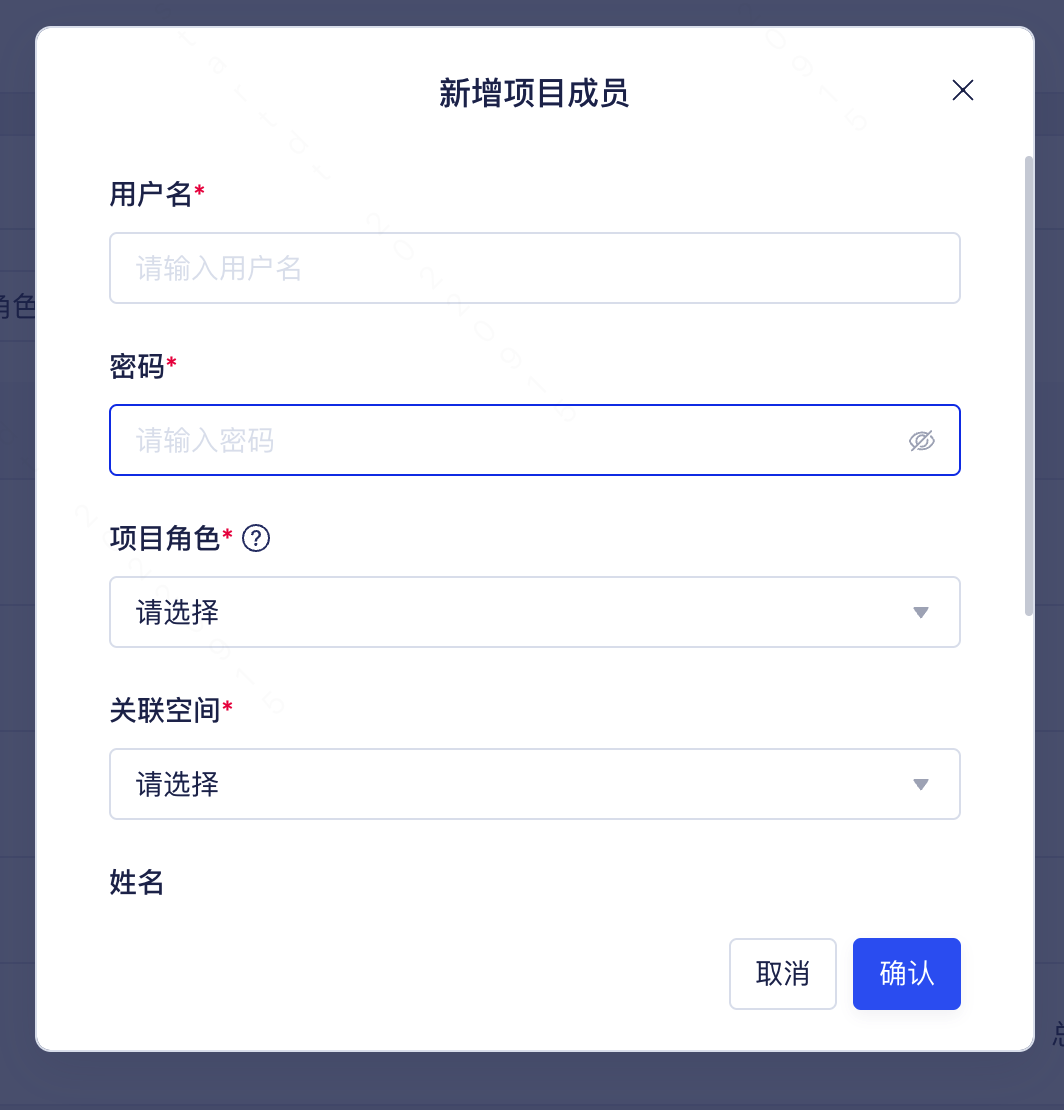 新增项目成员
用户名*
请输入用户名
密码*
请输入密码
角色
项目角色* ?
请选择
关联空间*
请选择
姓名
取消
确认
总
20220915